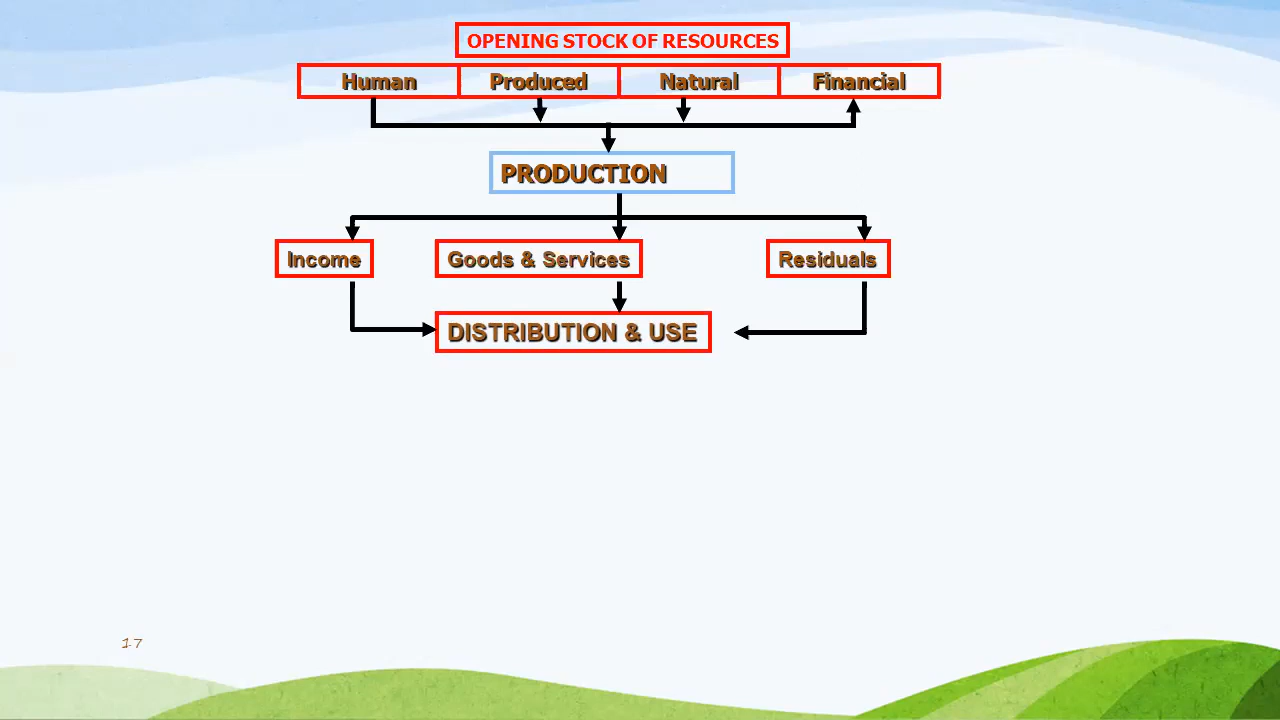 OPENING STOCK OF RESOURCES
Human Produced Natural Financial
PRODUCTION
Income Goods & Services Residuals
DISTRIBUTION & USE
17